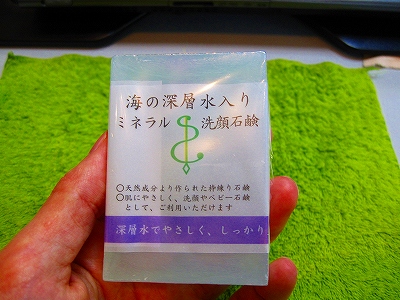 海の深層水入り
ミネラル 洗顔石鹸
〇天然成分より作られた枠練り石鹸
〇肌にやさしく、洗顔やベビー石鹸
として、ご利用いただけます
深層水でやさしく、しっかり